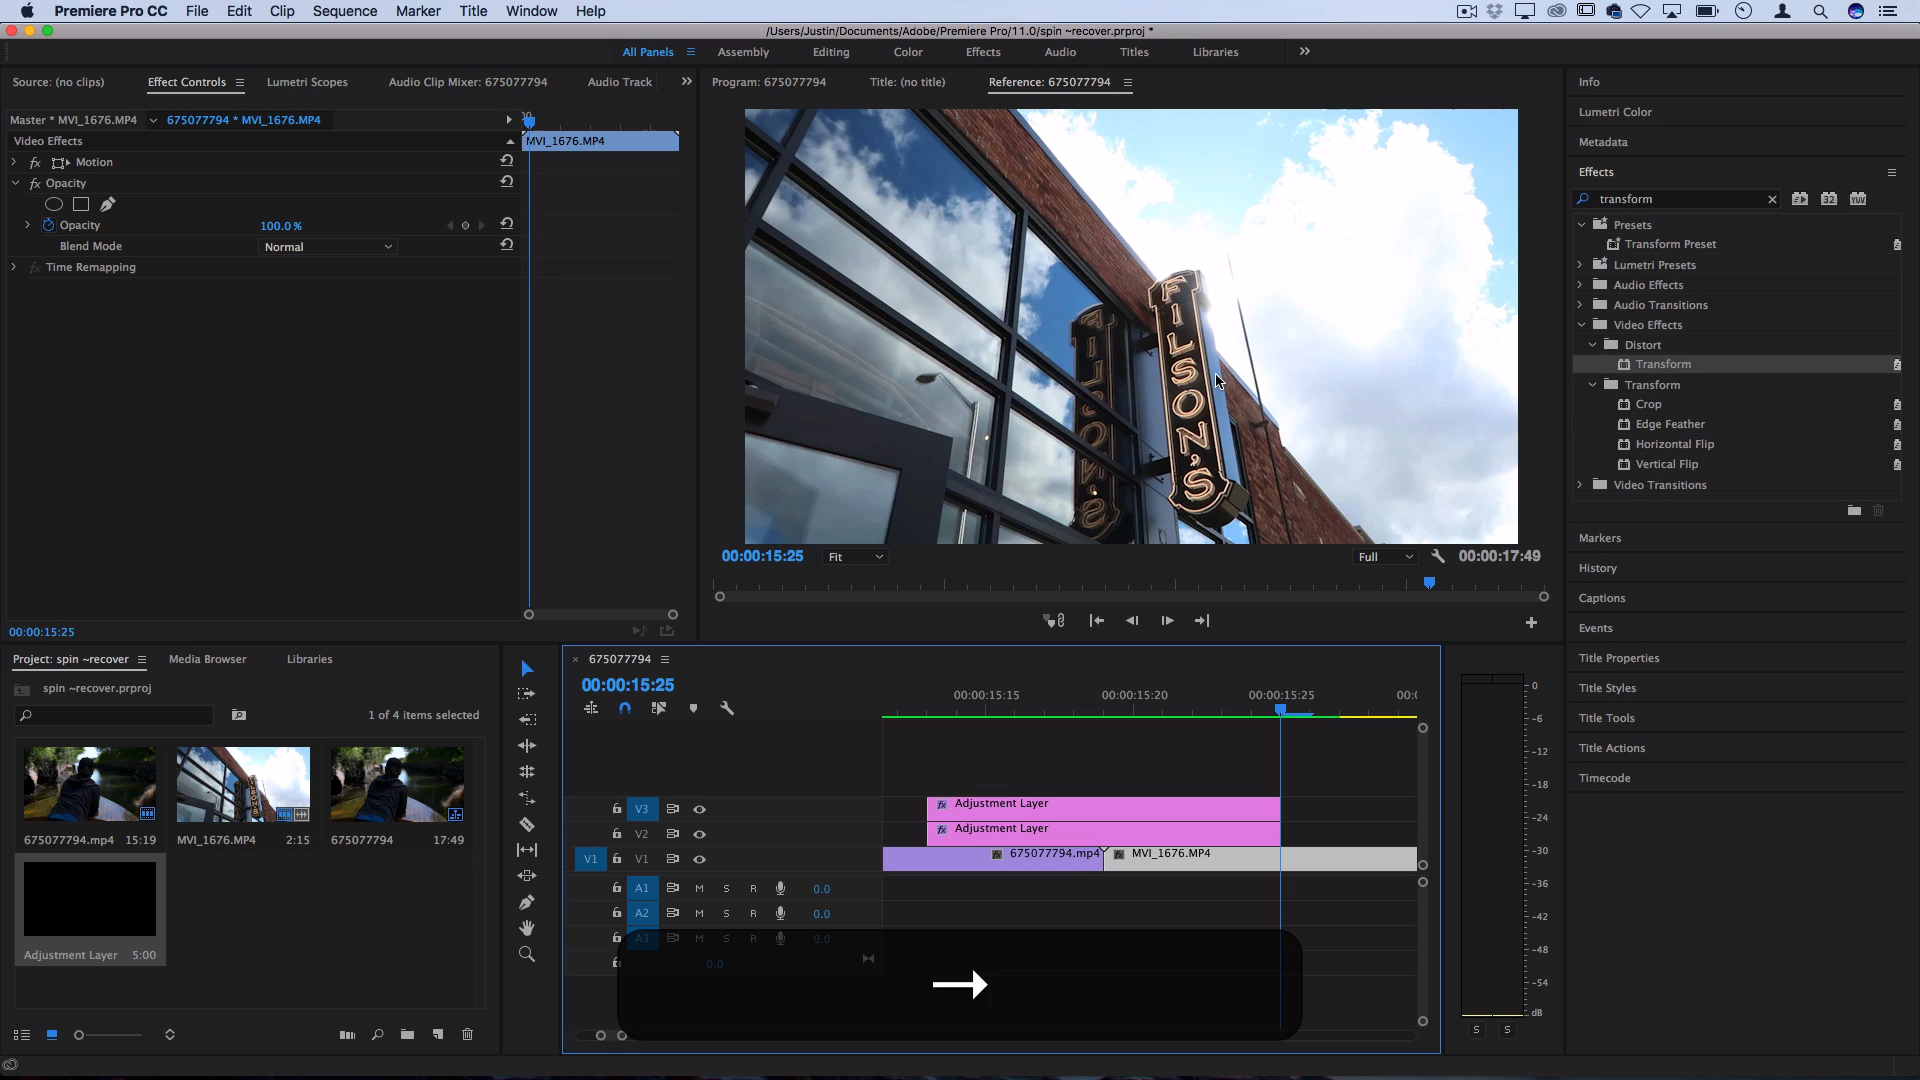 Premiere Pro CC File Edit Clip Sequence Marker Title Window Help
/Users/Justin/Documents/Adobe/Premiere Pro/11.0/spin ~recover.prproj *
All Panels Assembly Editing Color Effects Audio Titles Libraries
Source: (no clips) Effect Controls Lumetri Scopes Audio Clip Mixer: 675077794 Audio Track
Master * MVI_1676.MP4 675077794 * MVI_1676.MP4
Video Effects
MVI_1676.MP4
fx Motion
fx Opacity
Opacity 100.0 %
Blend Mode Normal
fx Time Remapping
00:00:15:25
Program: 675077794 Title: (no title) Reference: 675077794
FILSON'S
00:00:15:25 Fit Full 00:00:17:49
Info
Lumetri Color
Metadata
Effects
transform
32 YUV
Presets
Transform Preset
Lumetri Presets
Audio Effects
Audio Transitions
Video Effects
Distort
Transform
Transform
Crop
Edge Feather
Horizontal Flip
Vertical Flip
Video Transitions
Markers
History
Captions
Events
Title Properties
Title Styles
Title Tools
Title Actions
Timecode
Project: spin ~recover Media Browser Libraries
spin ~recover.prproj
1 of 4 items selected
675077794.mp4 15:19
MVI_1676.MP4 2:15
675077794 17:49
Adjustment Layer 5:00
× 675077794
00:00:15:25
00:00:15:15 00:00:15:20 00:00:15:25
V3 fx Adjustment Layer
V2 fx Adjustment Layer
V1 V1 fx 675077794.mp4 fx MVI_1676.MP4
A1 M S R 0.0
A2 M S R 0.0
A3 M S R 0.0
0.0
0
-6
-12
-18
-24
-30
-36
-42
-48
-54
dB
S S